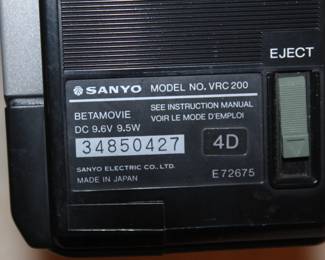 EJECT
SANYO MODEL NO. VRC 200
BETAMOVIE SEE INSTRUCTION MANUAL
DC 9.6V 9.5W VOIR LE MODE D'EMPLOI
34850427 4D
SANYO ELECTRIC CO., LTD.
MADE IN JAPAN E72675